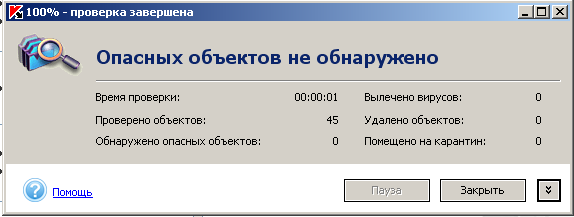 100% - проверка завершена
Опасных объектов не обнаружено
Время проверки: 00:00:01 Вылечено вирусов: 0
Проверено объектов: 45 Удалено объектов: 0
Обнаружено опасных объектов: 0 Помещено на карантин: 0
Помощь Пауза Закрыть